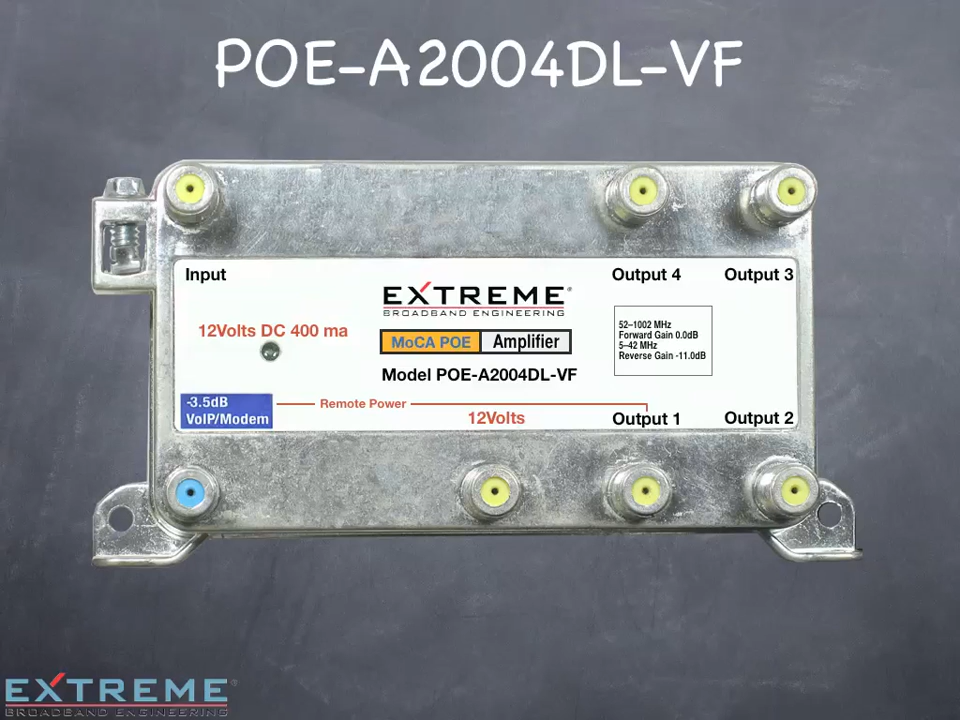 POE-A2004DL-VF
Input
Output 4
Output 3
EXTREME®
BROADBAND ENGINEERING
12Volts DC 400 ma
MoCA POE
Amplifier
52–1002 MHz
Forward Gain 0.0dB
5–42 MHz
Reverse Gain -11.0dB
Model POE-A2004DL-VF
-3.5dB
VoIP/Modem
Remote Power
12Volts
Output 1
Output 2
EXTREME®
BROADBAND ENGINEERING